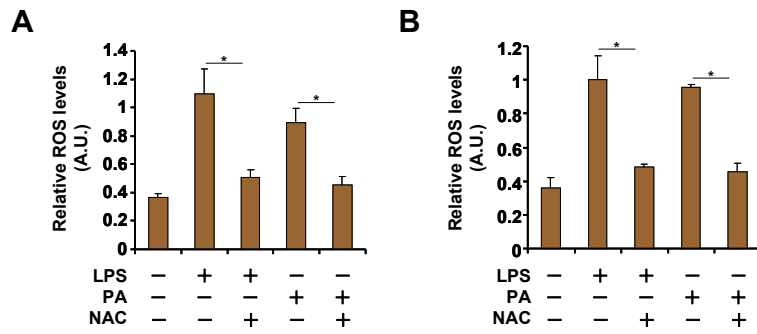 A
Relative ROS levels
(A.U.)
1.4
1.2
1
0.8
0.6
0.4
0.2
0
*
*
LPS − + + − −
PA − − − + +
NAC − − + − +
B
Relative ROS levels
(A.U.)
1.2
1
0.8
0.6
0.4
0.2
0
*
*
LPS − + + − −
PA − − − + +
NAC − − + − +